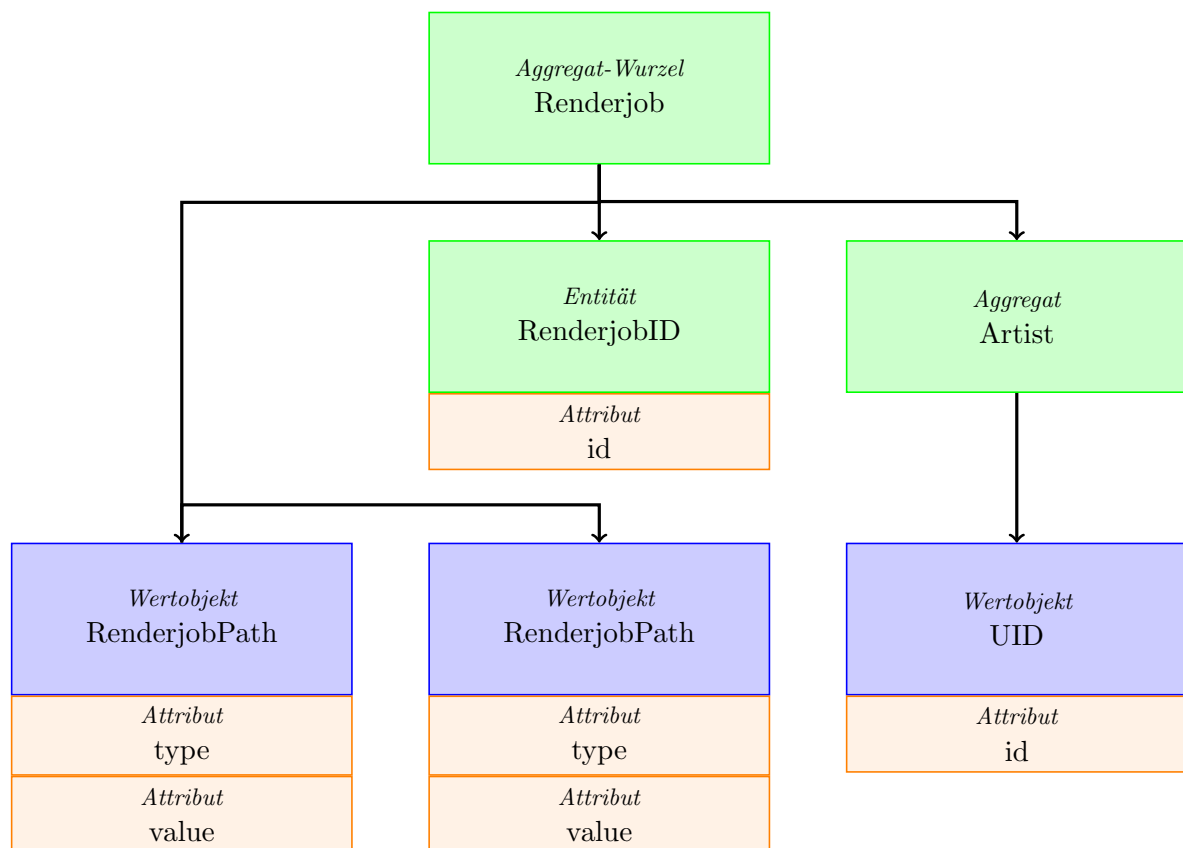 Aggregat-Wurzel
Renderjob
Entität
RenderjobID
Attribut
id
Aggregat
Artist
Wertobjekt
RenderjobPath
Attribut
type
Attribut
value
Wertobjekt
RenderjobPath
Attribut
type
Attribut
value
Wertobjekt
UID
Attribut
id